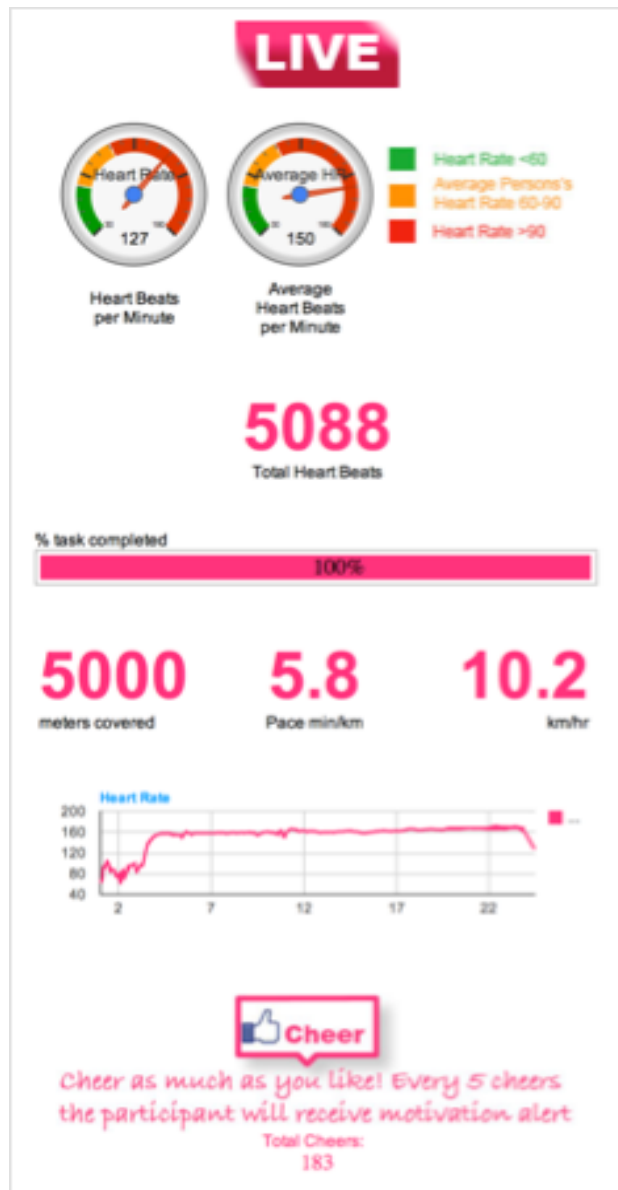 LIVE
Heart Rate
127
Average HR
150
Heart Rate <60
Average Persons's
Heart Rate 60-90
Heart Rate >90
Heart Beats
per Minute
Average
Heart Beats
per Minute
5088
Total Heart Beats
% task completed
100%
5000
meters covered
5.8
Pace min/km
10.2
km/hr
Heart Rate
200
160
120
80
40
2 7 12 17 22
...
Cheer
Cheer as much as you like! Every 5 cheers
the participant will receive motivation alert
Total Cheers:
183